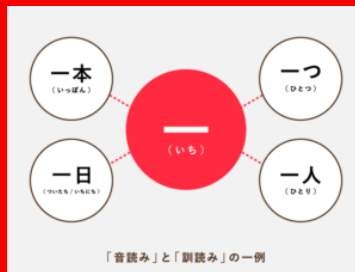 一本
（いっぽん）
一つ
（ひとつ）
一
（いち）
一日
（ついたち/いちにち）
一人
（ひとり）
「音読み」と「訓読み」の一例